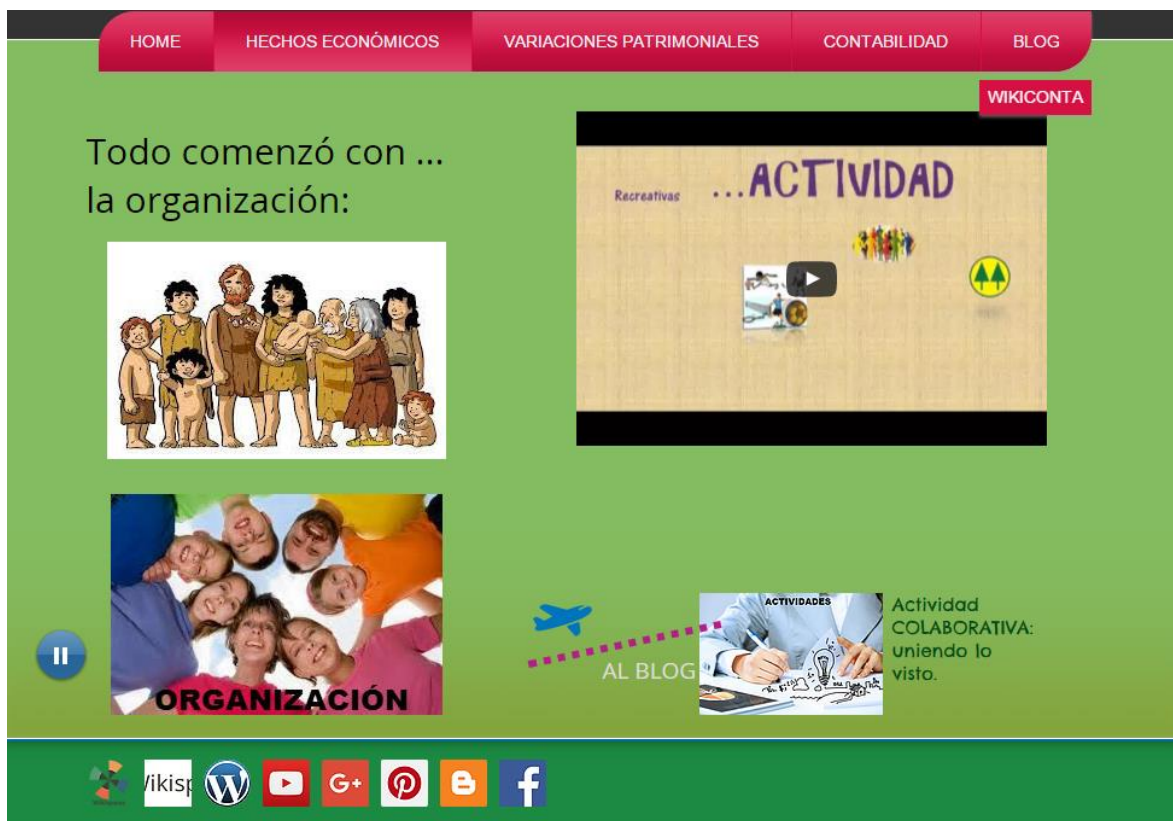 HOME HECHOS ECONÓMICOS VARIACIONES PATRIMONIALES CONTABILIDAD BLOG
WIKICONTA
Todo comenzó con ...
la organización:
Recreativas ...ACTIVIDAD
ORGANIZACIÓN
AL BLOG
ACTIVIDADES
Actividad
COLABORATIVA:
uniendo lo
visto.
G+